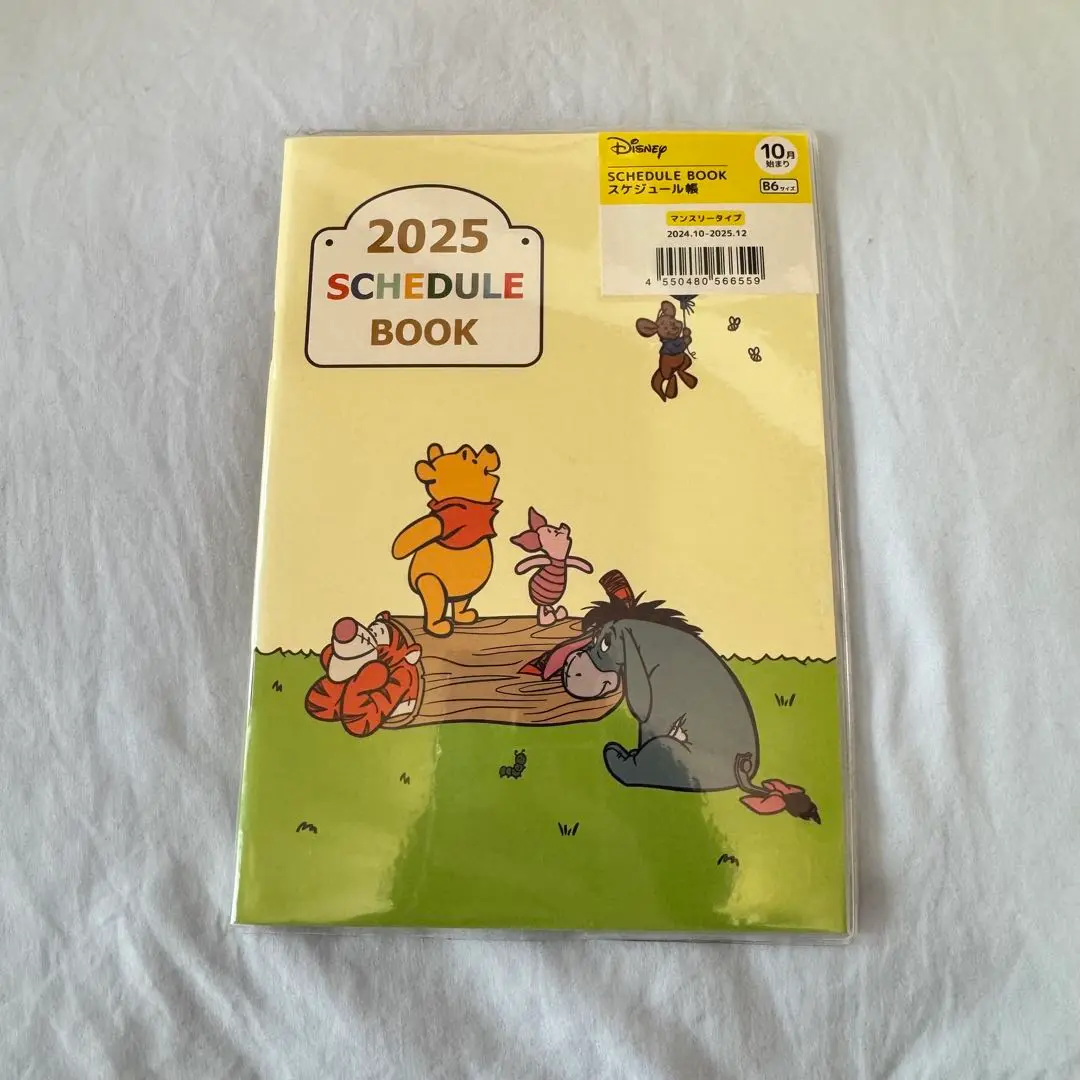 2025
SCHEDULE
BOOK
Disney
SCHEDULE BOOK
スケジュール帳
10月
始まり
B6サイズ
マンスリータイプ
2024.10-2025.12
4 550480 566559